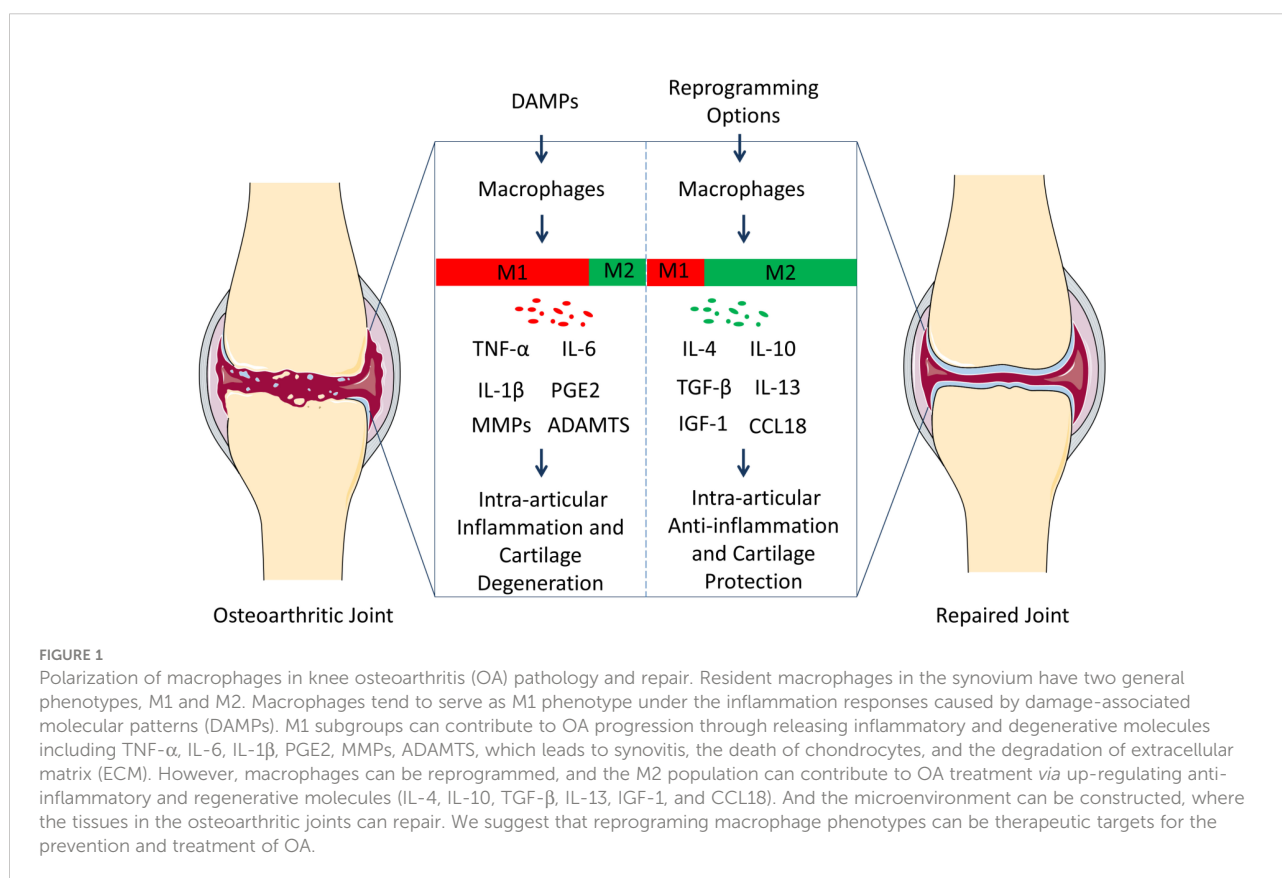 DAMPs
Reprogramming
Options
Macrophages
Macrophages
M1
M2
M1
M2
TNF-α
IL-6
IL-4
IL-10
IL-1β
PGE2
TGF-β
IL-13
MMPs
ADAMTS
IGF-1
CCL18
Intra-articular
Inflammation and
Cartilage
Degeneration
Intra-articular
Anti-inflammation
and Cartilage
Protection
Osteoarthritic Joint
Repaired Joint
FIGURE 1
Polarization of macrophages in knee osteoarthritis (OA) pathology and repair. Resident macrophages in the synovium have two general
phenotypes, M1 and M2. Macrophages tend to serve as M1 phenotype under the inflammation responses caused by damage-associated
molecular patterns (DAMPs). M1 subgroups can contribute to OA progression through releasing inflammatory and degenerative molecules
including TNF-α, IL-6, IL-1β, PGE2, MMPs, ADAMTS, which leads to synovitis, the death of chondrocytes, and the degradation of extracellular
matrix (ECM). However, macrophages can be reprogrammed, and the M2 population can contribute to OA treatment via up-regulating anti-
inflammatory and regenerative molecules (IL-4, IL-10, TGF-β, IL-13, IGF-1, and CCL18). And the microenvironment can be constructed, where
the tissues in the osteoarthritic joints can repair. We suggest that reprograming macrophage phenotypes can be therapeutic targets for the
prevention and treatment of OA.